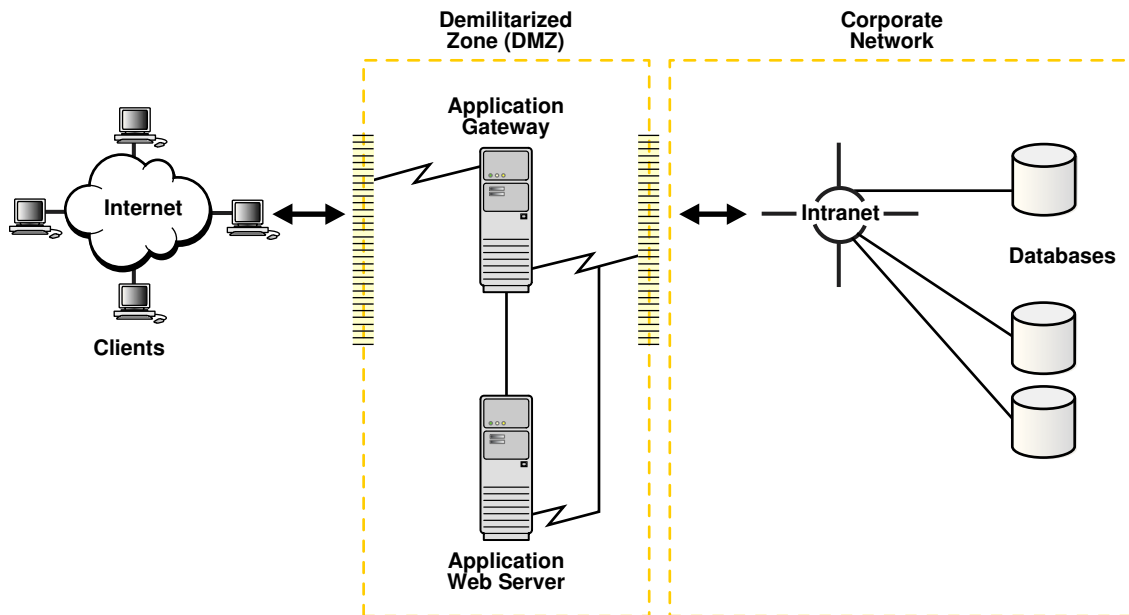 Demilitarized
Zone (DMZ)
Corporate
Network
Application
Gateway
Internet
Intranet
Databases
Clients
Application
Web Server